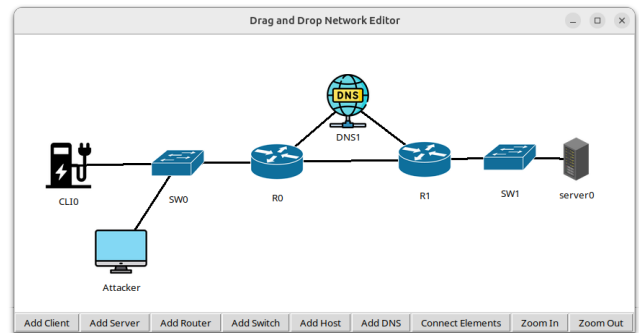 Drag and Drop Network Editor
DNS
DNS1
CLI0
SW0
R0
R1
SW1
server0
Attacker
Add Client
Add Server
Add Router
Add Switch
Add Host
Add DNS
Connect Elements
Zoom In
Zoom Out